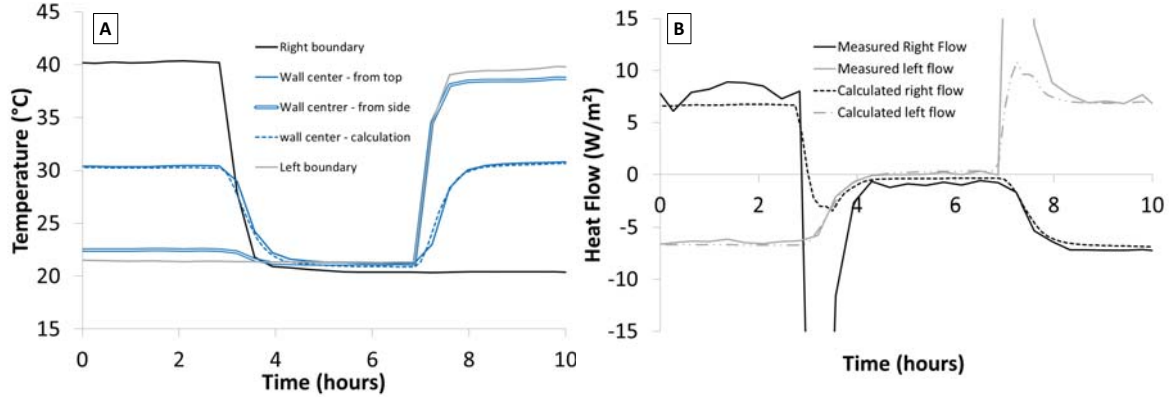 A
45
40
35
30
25
20
15
Temperature (°C)
Right boundary
Wall center - from top
Wall centrer - from side
wall center - calculation
Left boundary
0 2 4 6 8 10
Time (hours)
B
15
10
5
0
-5
-10
-15
Heat Flow (W/m²)
Measured Right Flow
Measured left flow
Calculated right flow
Calculated left flow
0 2 4 6 8 10
Time (hours)